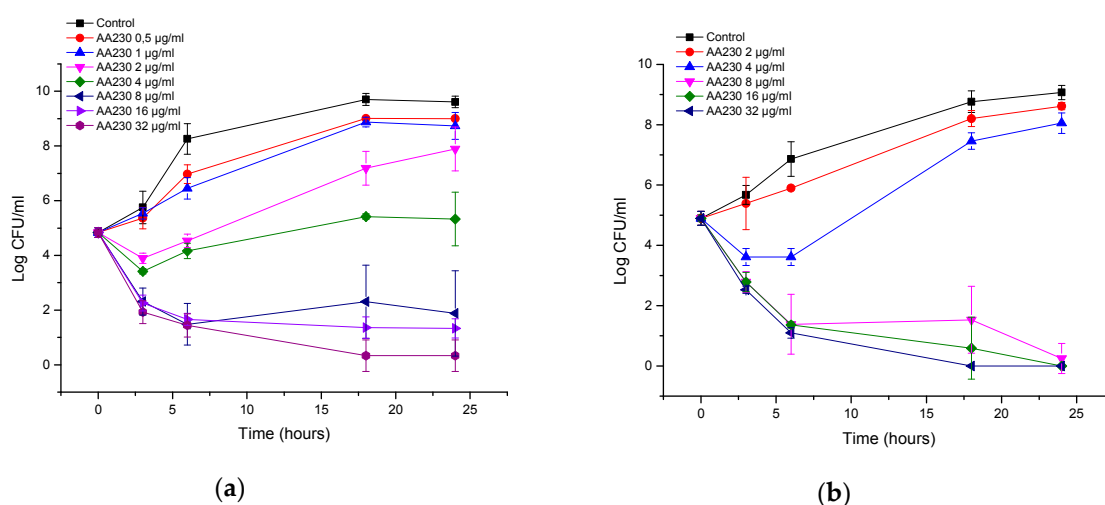 Control
AA230 0,5 µg/ml
AA230 1 µg/ml
AA230 2 µg/ml
AA230 4 µg/ml
AA230 8 µg/ml
AA230 16 µg/ml
AA230 32 µg/ml
10
8
6
4
2
0
Log CFU/ml
0 5 10 15 20 25
Time (hours)
(a)
Control
AA230 2 µg/ml
AA230 4 µg/ml
AA230 8 µg/ml
AA230 16 µg/ml
AA230 32 µg/ml
10
8
6
4
2
0
Log CFU/ml
0 5 10 15 20 25
Time (hours)
(b)